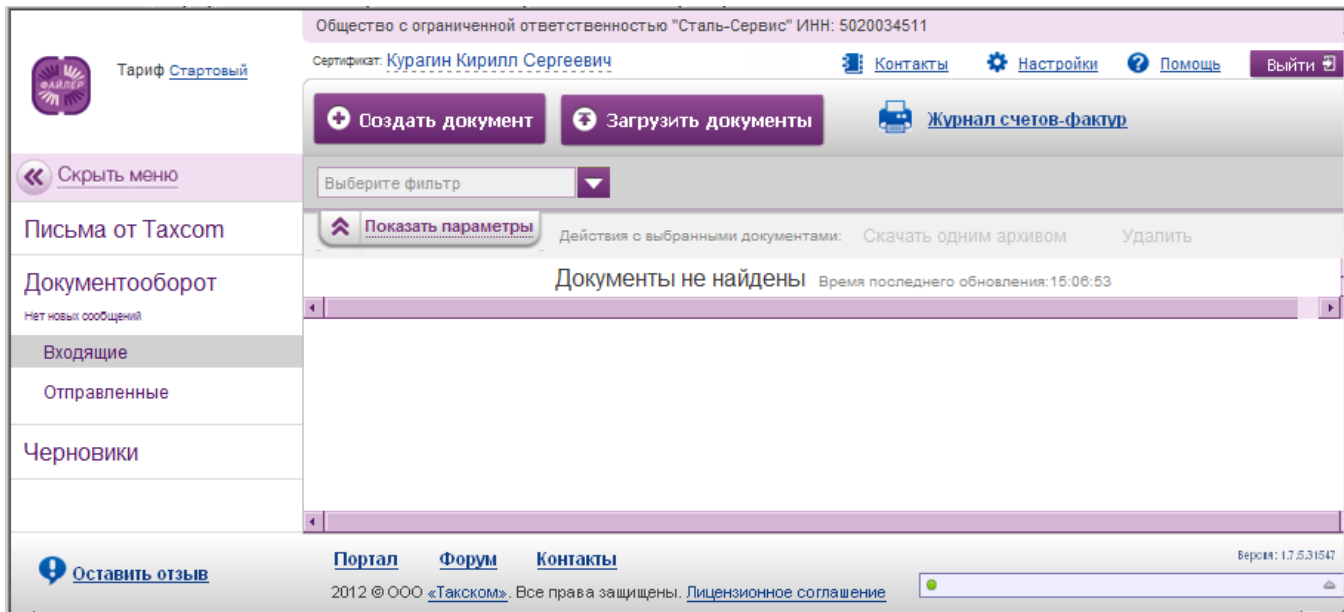 Общество с ограниченной ответственностью "Сталь-Сервис" ИНН: 5020034511
ФАЙЛЕР
Тариф Стартовый
Сертификат: Курагин Кирилл Сергеевич
Контакты
Настройки
Помощь
Выйти
Создать документ
Загрузить документы
Журнал счетов-фактур
Скрыть меню
Выберите фильтр
Письма от Taxcom
Показать параметры
Действия с выбранными документами:
Скачать одним архивом
Удалить
Документооборот
Нет новых сообщений
Документы не найдены Время последнего обновления:15:06:53
Входящие
Отправленные
Черновики
Оставить отзыв
Портал
Форум
Контакты
Версия: 1.7.5.31547
2012 © ООО «Такском». Все права защищены. Лицензионное соглашение